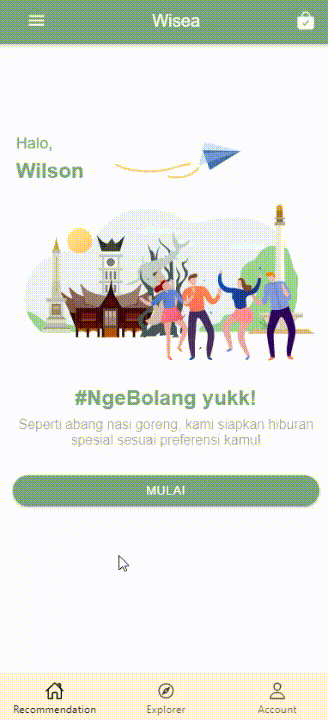 Wisea
Halo,
Wilson
#NgeBolang yukk!
Seperti abang nasi goreng, kami siapkan hiburan
spesial sesuai preferensi kamu!
MULAI
Recommendation
Explorer
Account